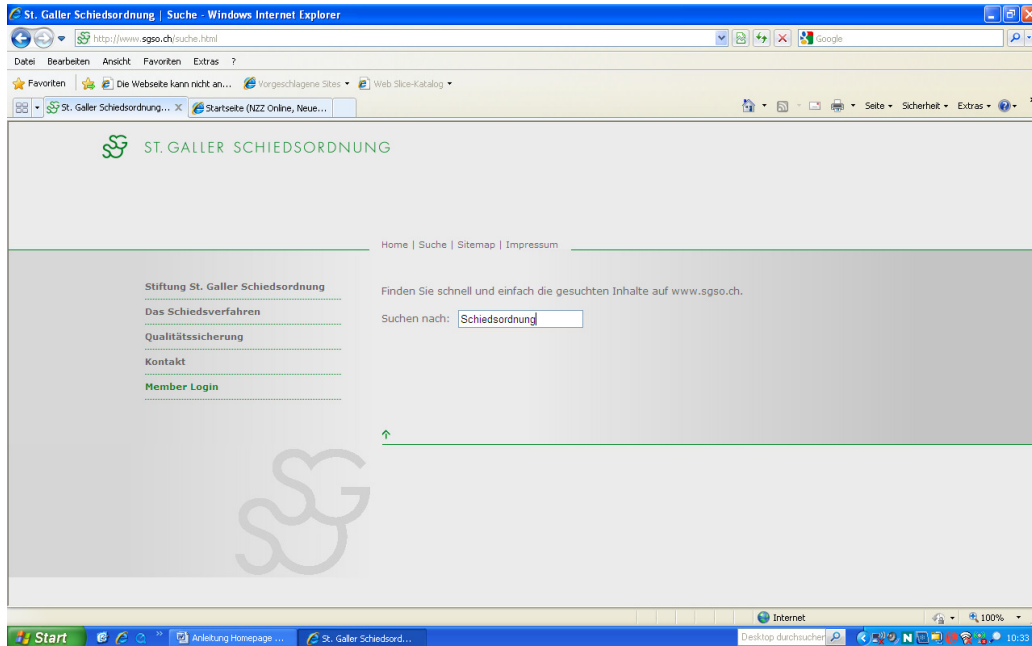 St. Galler Schiedsordnung | Suche - Windows Internet Explorer
http://www.sgso.ch/suche.html
Google
Datei Bearbeiten Ansicht Favoriten Extras ?
Favoriten Die Webseite kann nicht an... Vorgeschlagene Sites Web Slice-Katalog
St. Galler Schiedsordnung... X Startseite (NZZ Online, Neue... Seite Sicherheit Extras
ST. GALLER SCHIEDSORDNUNG
Home | Suche | Sitemap | Impressum
Stiftung St. Galler Schiedsordnung
Das Schiedsverfahren
Qualitätssicherung
Kontakt
Member Login
Finden Sie schnell und einfach die gesuchten Inhalte auf www.sgso.ch.
Suchen nach: Schiedsordnung
SGS
Internet 100%
Start Anleitung Homepage ... St. Galler Schiedsord... Desktop durchsuchen 10:33